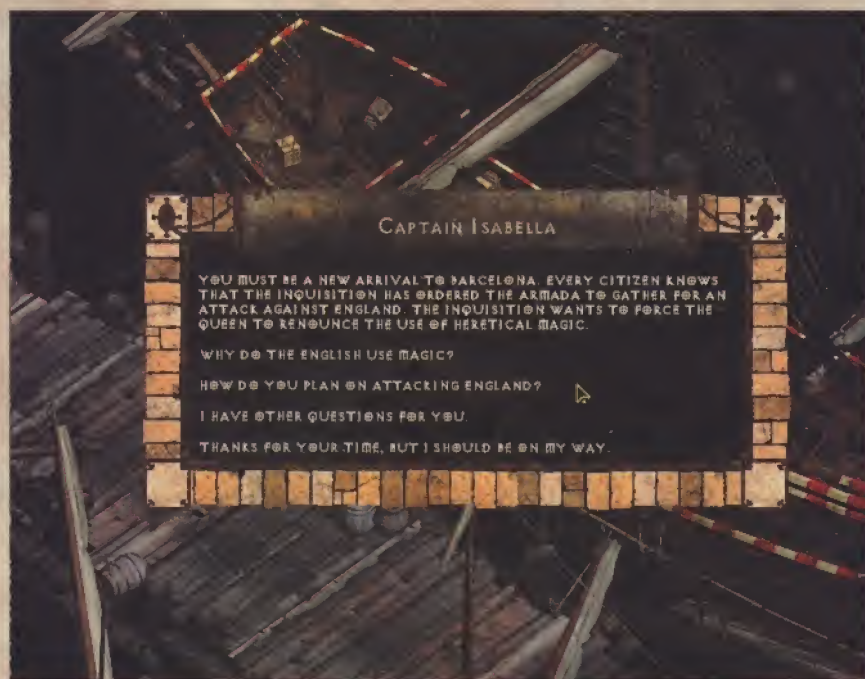 CAPTAIN ISABELLA
YOU MUST BE A NEW ARRIVAL TO BARCELONA. EVERY CITIZEN KNOWS
THAT THE INQUISITION HAS ORDERED THE ARMADA TO GATHER FOR AN
ATTACK AGAINST ENGLAND. THE INQUISITION WANTS TO FORCE THE
QUEEN TO RENOUNCE THE USE OF HERETICAL MAGIC.
WHY DO THE ENGLISH USE MAGIC?
HOW DO YOU PLAN ON ATTACKING ENGLAND?
I HAVE OTHER QUESTIONS FOR YOU.
THANKS FOR YOUR TIME, BUT I SHOULD BE ON MY WAY.